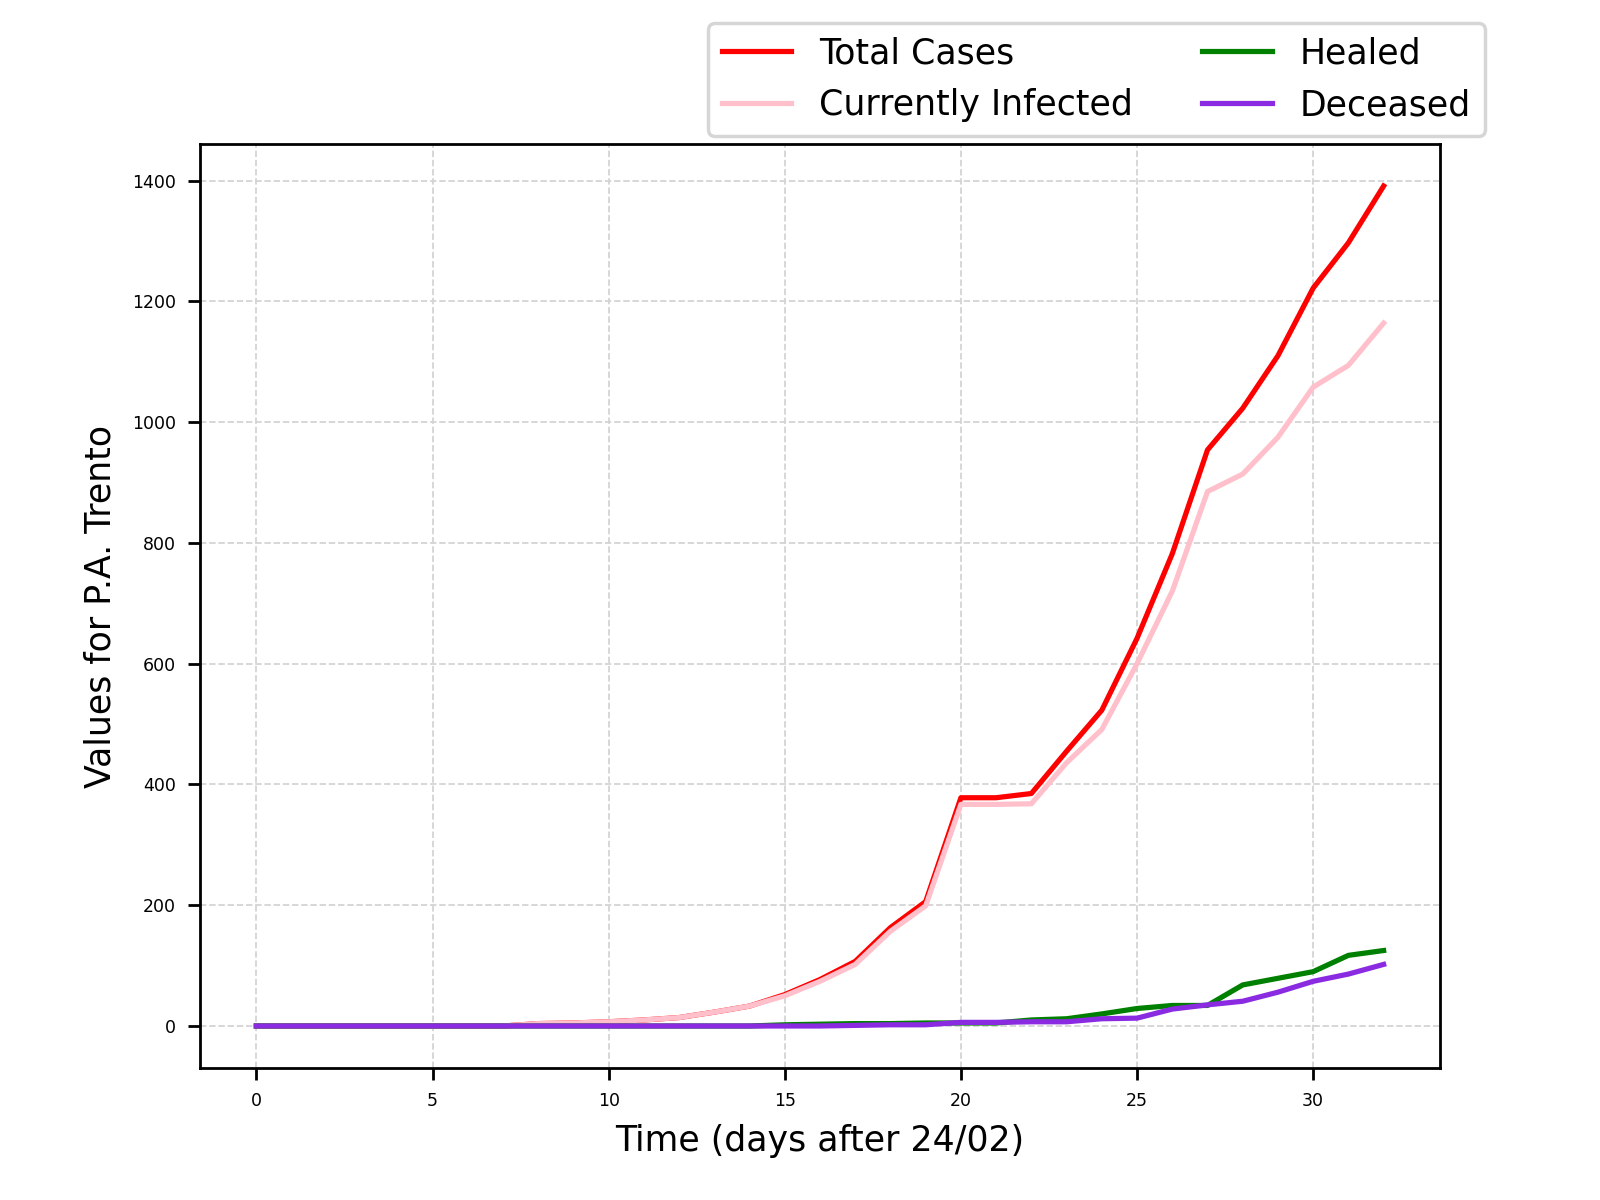 Total Cases
Currently Infected
Healed
Deceased
1400
1200
1000
800
600
400
200
0
Values for P.A. Trento
0 5 10 15 20 25 30
Time (days after 24/02)